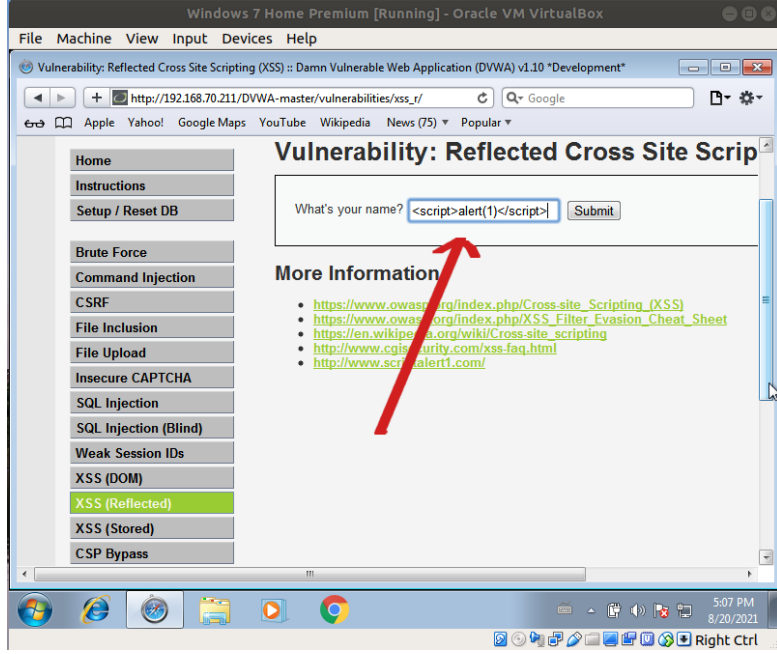 Windows 7 Home Premium [Running] - Oracle VM VirtualBox
File Machine View Input Devices Help
Vulnerability: Reflected Cross Site Scripting (XSS) :: Damn Vulnerable Web Application (DVWA) v1.10 *Development*
http://192.168.70.211/DVWA-master/vulnerabilities/xss_r/ Google
Apple Yahoo! Google Maps YouTube Wikipedia News (75) Popular
Vulnerability: Reflected Cross Site Scrip
Home
Instructions
Setup / Reset DB
What's your name? <script>alert(1)</script> Submit
Brute Force
Command Injection
CSRF
File Inclusion
File Upload
Insecure CAPTCHA
SQL Injection
SQL Injection (Blind)
Weak Session IDs
XSS (DOM)
XSS (Reflected)
XSS (Stored)
CSP Bypass
More Information
https://www.owasp.org/index.php/Cross-site_Scripting_(XSS)
https://www.owasp.org/index.php/XSS_Filter_Evasion_Cheat_Sheet
https://en.wikipedia.org/wiki/Cross-site_scripting
http://www.cgisecurity.com/xss-faq.html
http://www.scriptalert1.com/
5:07 PM
8/20/2021
Right Ctrl